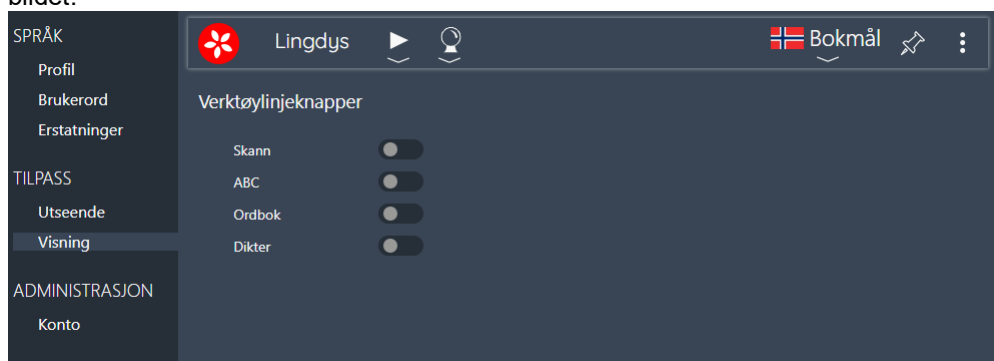 bildet:
SPRÅK
Profil
Brukerord
Erstatninger
TILPASS
Utseende
Visning
ADMINISTRASJON
Konto
Lingdys
Bokmål
Verktøylinjeknapper
Skann
ABC
Ordbok
Dikter